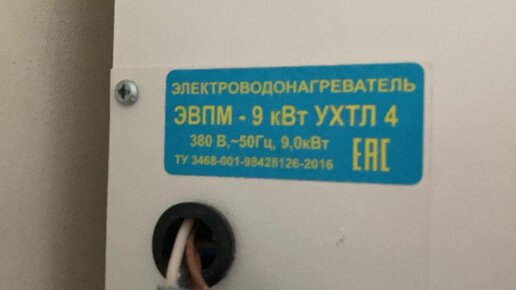 ЭЛЕКТРОВОДОНАГРЕВАТЕЛЬ
ЭВПМ - 9 кВт УХТЛ 4
380 В,~50Гц, 9,0кВт
ТУ 3468-001-98428126-2016
ЕАС